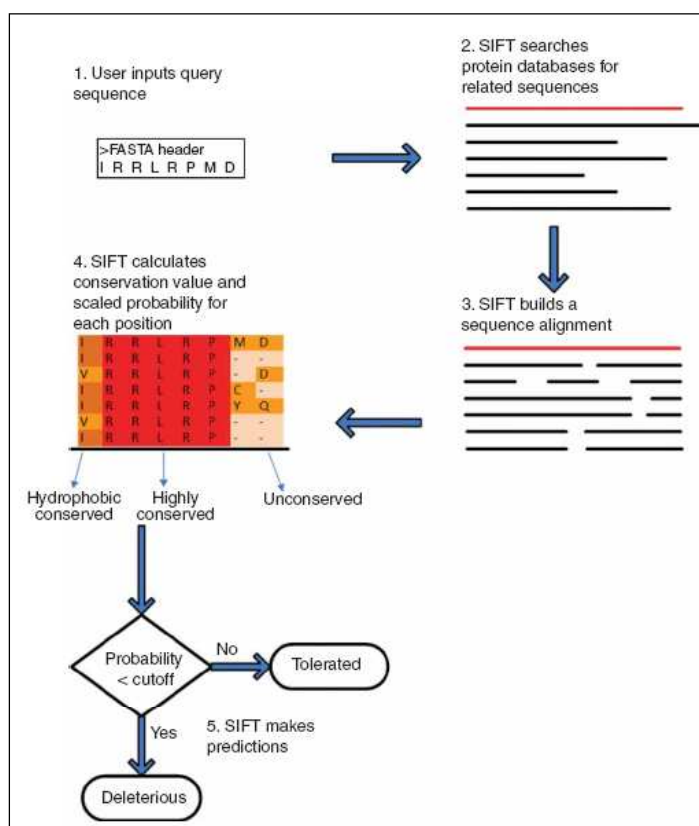 1. User inputs query
sequence
>FASTA header
I R R L R P M D
2. SIFT searches
protein databases for
related sequences
3. SIFT builds a
sequence alignment
4. SIFT calculates
conservation value and
scaled probability for
each position
I R R L R P M D
I R R L R P - -
V R R L R P - D
I R R L R P C -
I R R L R P Y Q
V R R L R P - -
I R R L R P - -
Hydrophobic
conserved
Highly
conserved
Unconserved
Probability
< cutoff
No
Tolerated
Yes
5. SIFT makes
predictions
Deleterious